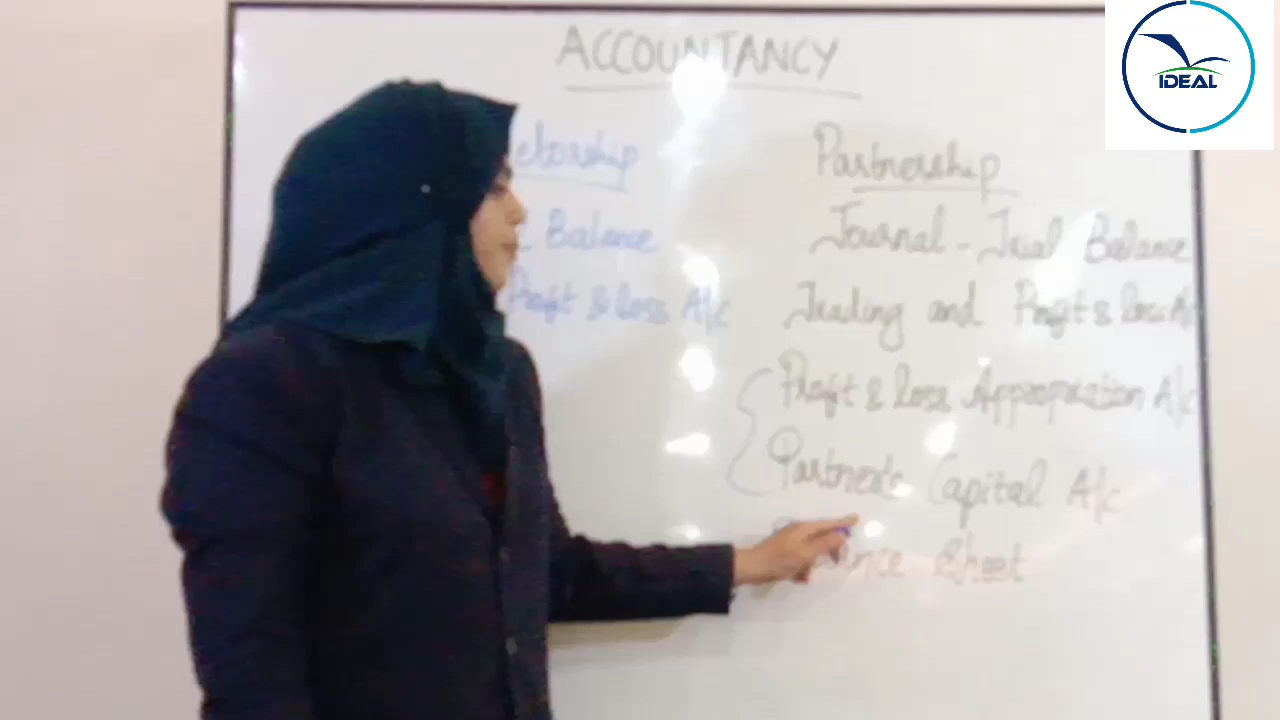 ACCOUNTANCY
IDEAL
Balance
Profit & loss A/c
Partnership
Journal - Trial Balance
Trading and Profit & loss A/c
Profit & loss Appropriation A/c
Partner's Capital A/c
Sheet